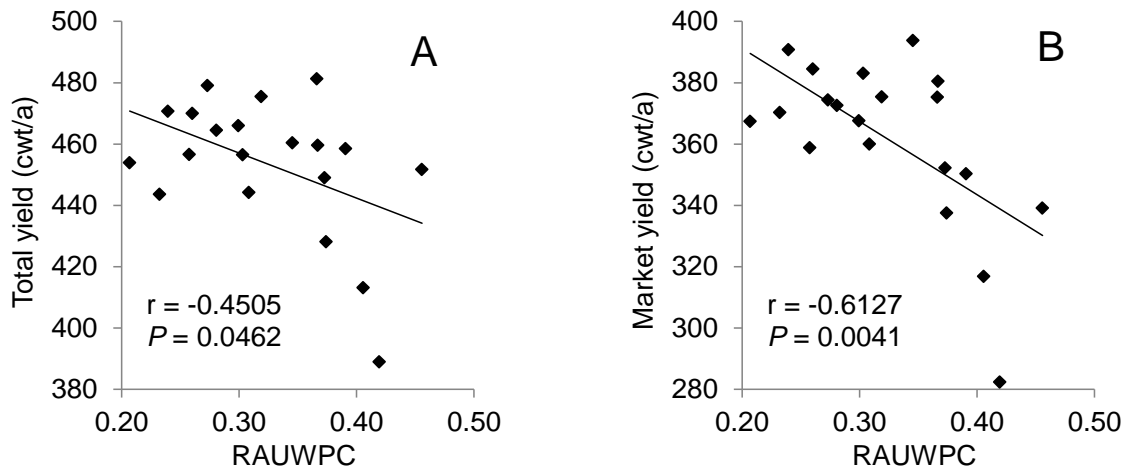 A
Total yield (cwt/a)
500
480
460
440
420
400
380
r = -0.4505
P = 0.0462
0.20 0.30 0.40 0.50
RAUWPC
B
Market yield (cwt/a)
400
380
360
340
320
300
280
r = -0.6127
P = 0.0041
0.20 0.30 0.40 0.50
RAUWPC